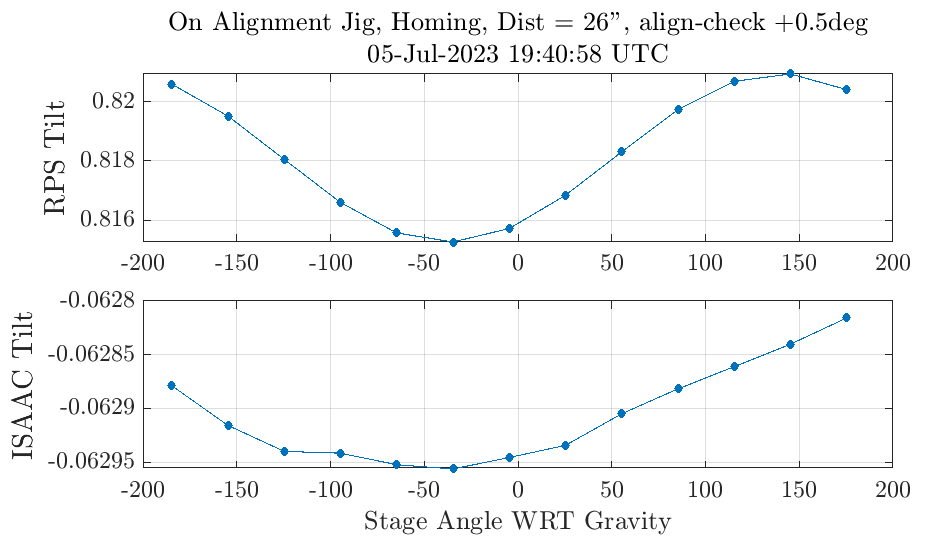 On Alignment Jig, Homing, Dist = 26”, align-check +0.5deg
05-Jul-2023 19:40:58 UTC
RPS Tilt
0.82
0.818
0.816
-200 -150 -100 -50 0 50 100 150 200
ISAAC Tilt
-0.0628
-0.06285
-0.0629
-0.06295
-200 -150 -100 -50 0 50 100 150 200
Stage Angle WRT Gravity